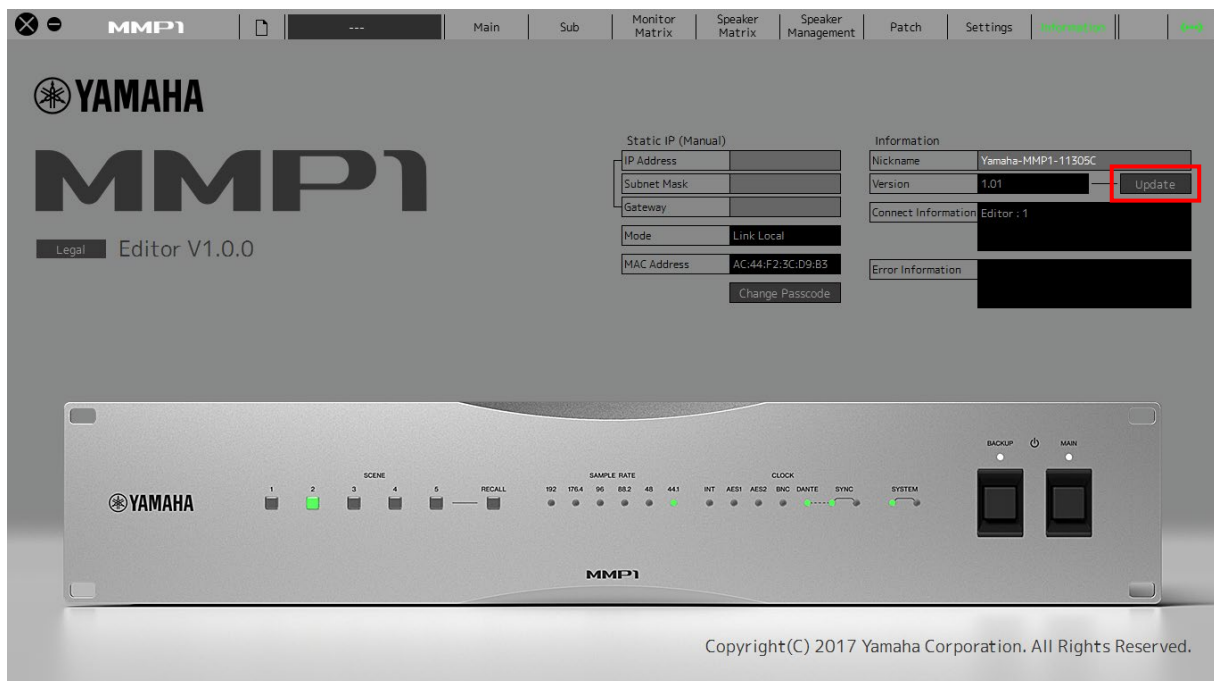 MMP1 --- Main Sub Monitor Matrix Speaker Matrix Speaker Management Patch Settings Information
YAMAHA
MMP1
Legal Editor V1.0.0
Static IP (Manual)
IP Address
Subnet Mask
Gateway
Mode Link Local
MAC Address AC:44:F2:3C:D9:B3
Change Passcode
Information
Nickname Yamaha-MMP1-11305C
Version 1.01 Update
Connect Information Editor : 1
Error Information
BACKUP MAIN
SCENE SAMPLE RATE CLOCK
1 2 3 4 5 RECALL 192 176.4 96 88.2 48 44.1 INT AES1 AES2 BNC DANTE SYNC SYSTEM
YAMAHA
MMP1
Copyright(C) 2017 Yamaha Corporation. All Rights Reserved.